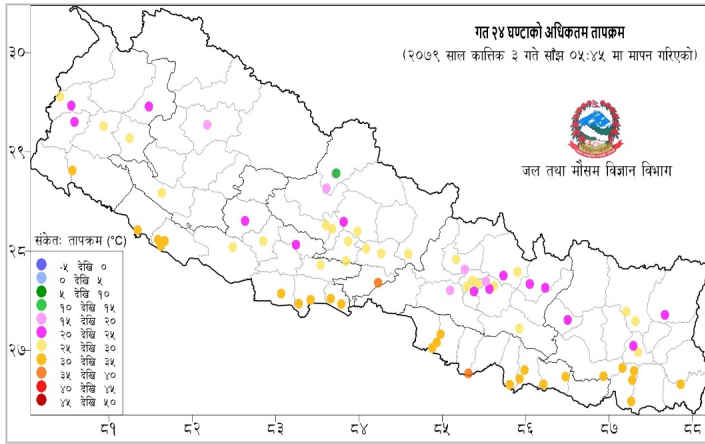 गत २४ घण्टाको अधिकतम तापक्रम
(२०७९ साल कात्तिक ३ गते साँझ ०५:४५ मा मापन गरिएको)
३०
२९
२८
२७
जल तथा मौसम विज्ञान विभाग
संकेतः तापक्रम (°C)
-५ देखि ०
० देखि ५
५ देखि १०
१० देखि १५
१५ देखि २०
२० देखि २५
२५ देखि ३०
३० देखि ३५
३५ देखि ४०
४० देखि ४५
४५ देखि ५०
८१ ८२ ८३ ८४ ८५ ८६ ८७ ८८